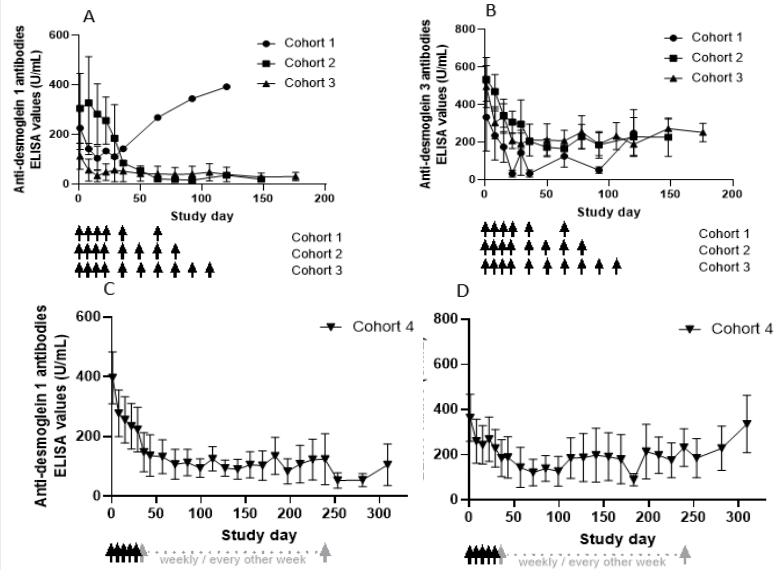 A
Anti-desmoglein 1 antibodies
ELISA values (U/mL)
600
400
200
0
0
50
100
150
200
Study day
Cohort 1
Cohort 2
Cohort 3
Cohort 1
Cohort 2
Cohort 3
B
Anti-desmoglein 3 antibodies
ELISA values (U/mL)
800
600
400
200
0
0
50
100
150
200
Study day
Cohort 1
Cohort 2
Cohort 3
Cohort 1
Cohort 2
Cohort 3
C
Anti-desmoglein 1 antibodies
ELISA values (U/mL)
600
400
200
0
0
50
100
150
200
250
300
Study day
Cohort 4
weekly / every other week
D
800
600
400
200
0
0
50
100
150
200
250
300
Study day
Cohort 4
weekly / every other week